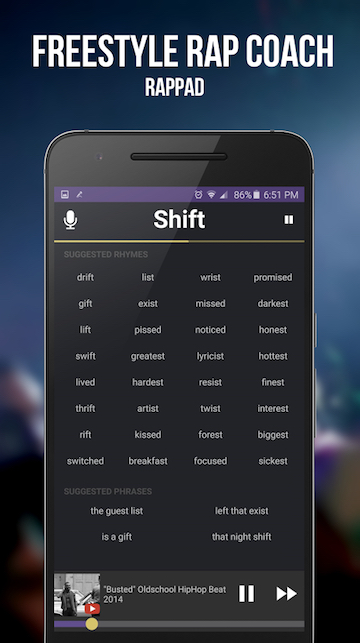 FREESTYLE RAP COACH
RAPPAD
86% 6:51 PM
Shift
SUGGESTED RHYMES
drift list wrist promised
gift exist missed darkest
lift pissed noticed honest
swift greatest lyricist hottest
lived hardest resist finest
thrift artist twist interest
rift kissed forest biggest
switched breakfast focused sickest
SUGGESTED PHRASES
the guest list left that exist
is a gift that night shift
"Busted" Oldschool HipHop Beat
2014